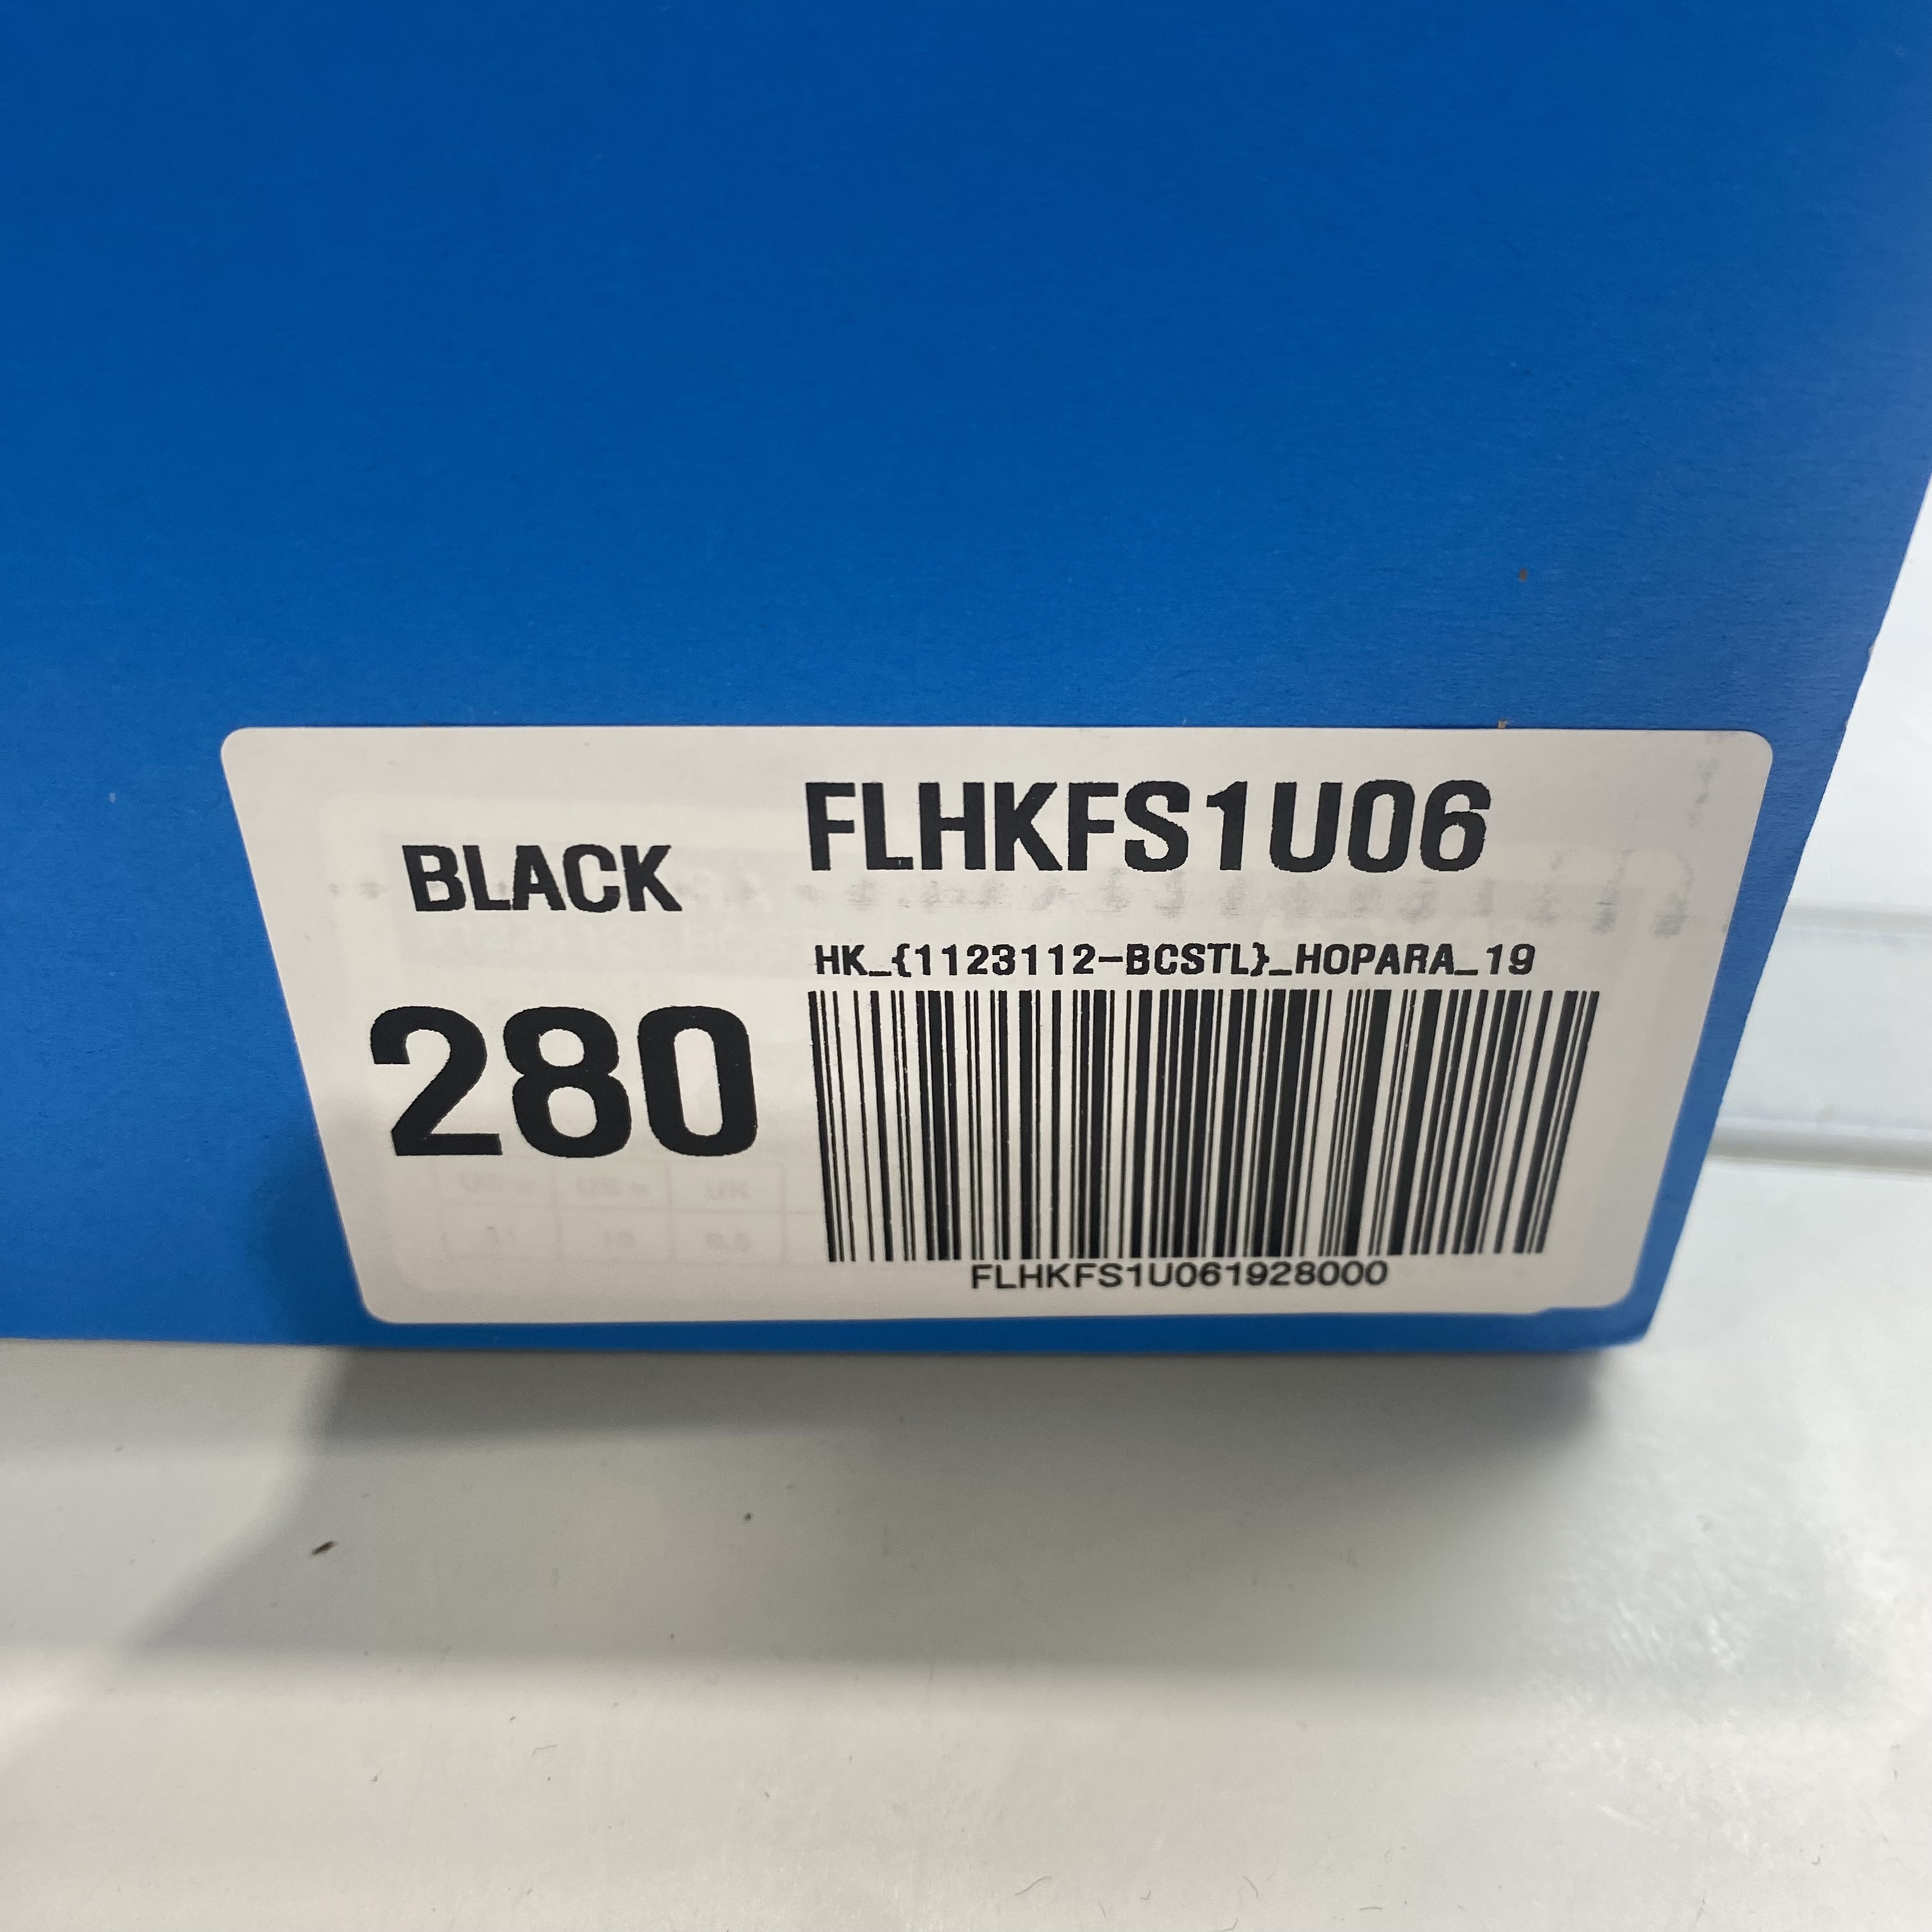 FLHKFS1U06
BLACK
HK_{1123112-BCSTL}_HOPARA_19
280
FLHKFS1U061928000